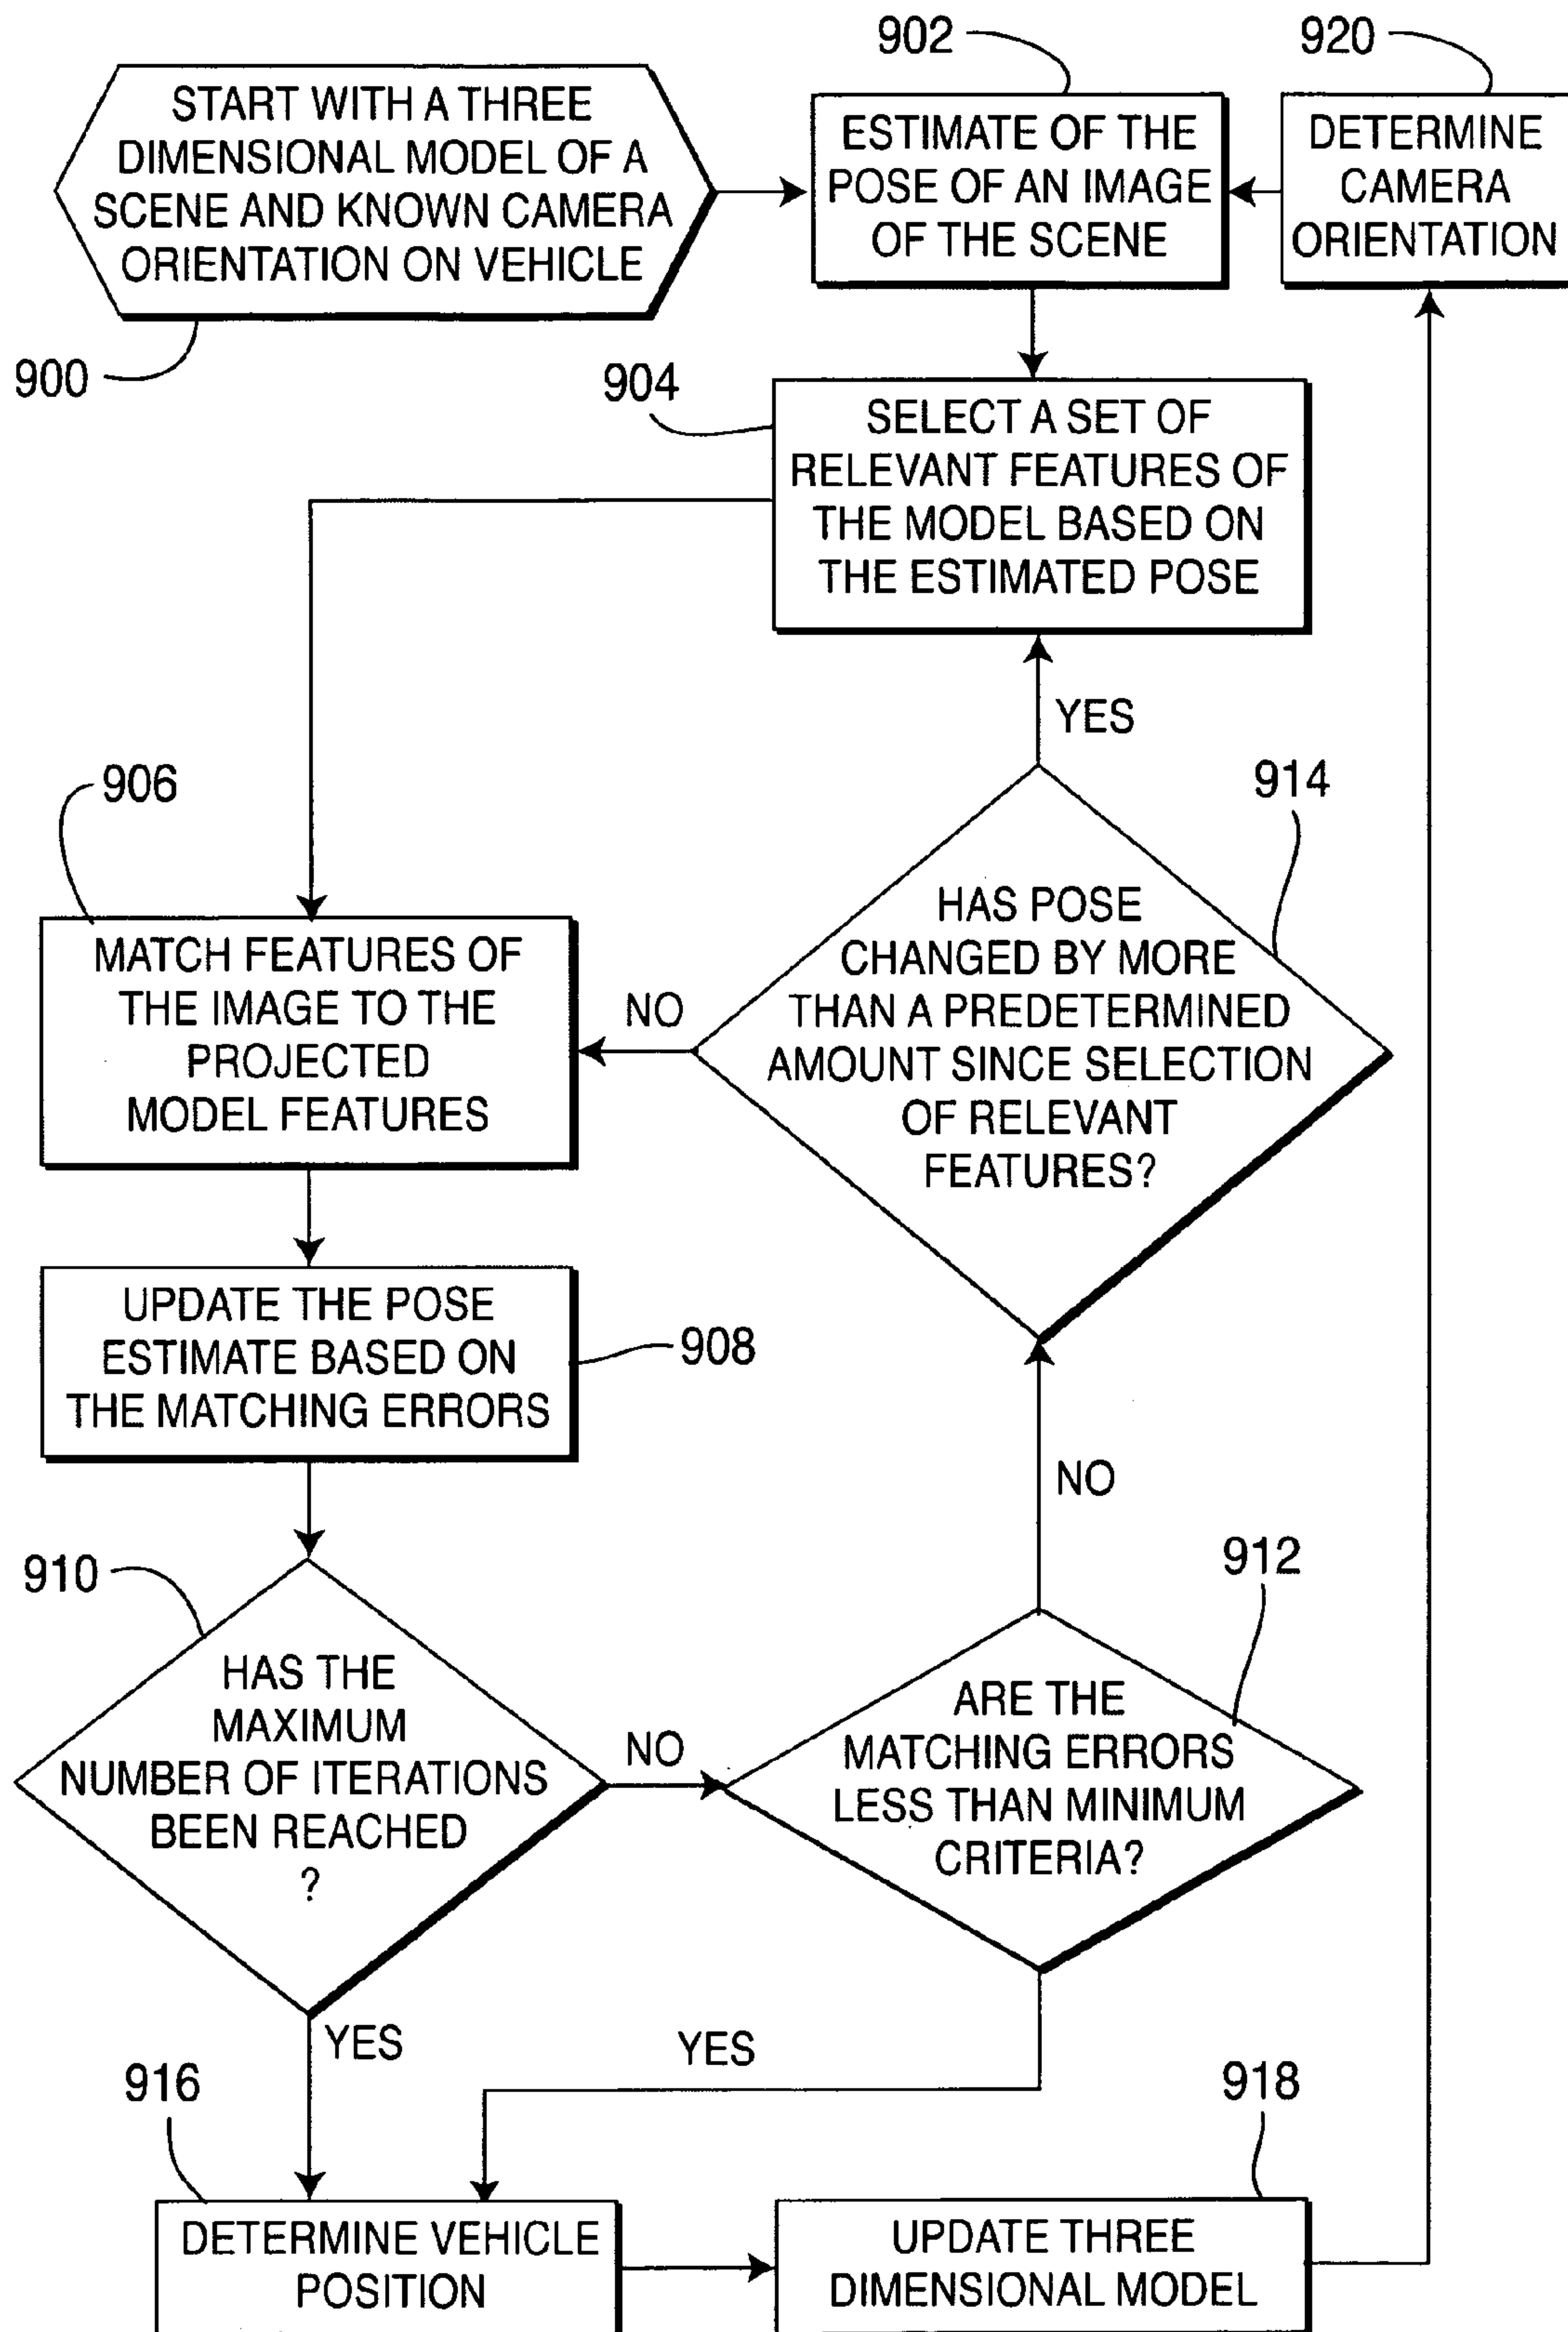 902
920
START WITH A THREE
DIMENSIONAL MODEL OF A
SCENE AND KNOWN CAMERA
ORIENTATION ON VEHICLE
ESTIMATE OF THE
POSE OF AN IMAGE
OF THE SCENE
DETERMINE
CAMERA
ORIENTATION
900
904
SELECT A SET OF
RELEVANT FEATURES OF
THE MODEL BASED ON
THE ESTIMATED POSE
YES
906
914
MATCH FEATURES OF
THE IMAGE TO THE
PROJECTED
MODEL FEATURES
NO
HAS POSE
CHANGED BY MORE
THAN A PREDETERMINED
AMOUNT SINCE SELECTION
OF RELEVANT
FEATURES?
UPDATE THE POSE
ESTIMATE BASED ON
THE MATCHING ERRORS
908
NO
910
912
HAS THE
MAXIMUM
NUMBER OF ITERATIONS
BEEN REACHED
?
NO
ARE THE
MATCHING ERRORS
LESS THAN MINIMUM
CRITERIA?
YES
YES
916
918
DETERMINE VEHICLE
POSITION
UPDATE THREE
DIMENSIONAL MODEL